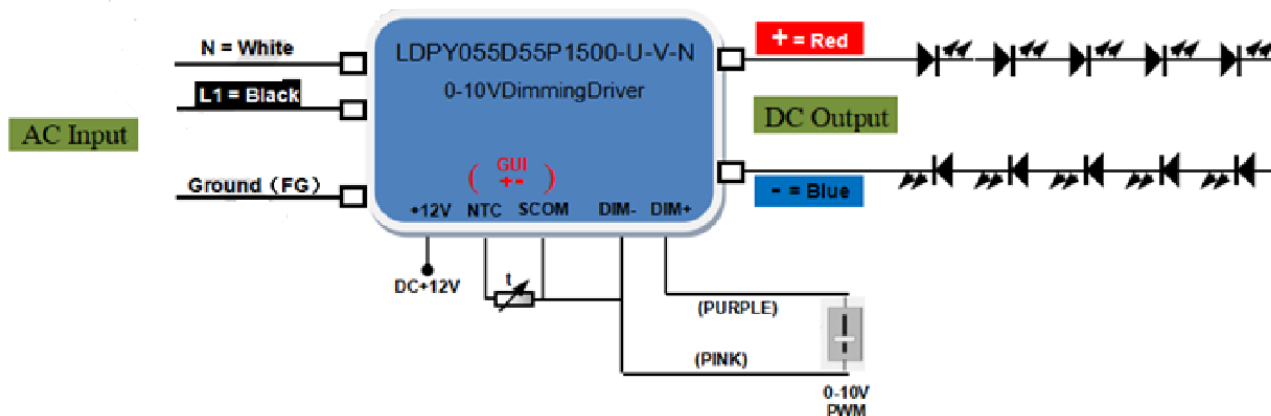 N = White
LDPY055D55P1500-U-V-N
+ = Red
L1 = Black
0-10VDimmingDriver
AC Input
DC Output
Ground（FG）
( GUI )
+-
- = Blue
+12V NTC SCOM DIM- DIM+
DC+12V
t
(PURPLE)
(PINK)
0-10V
PWM